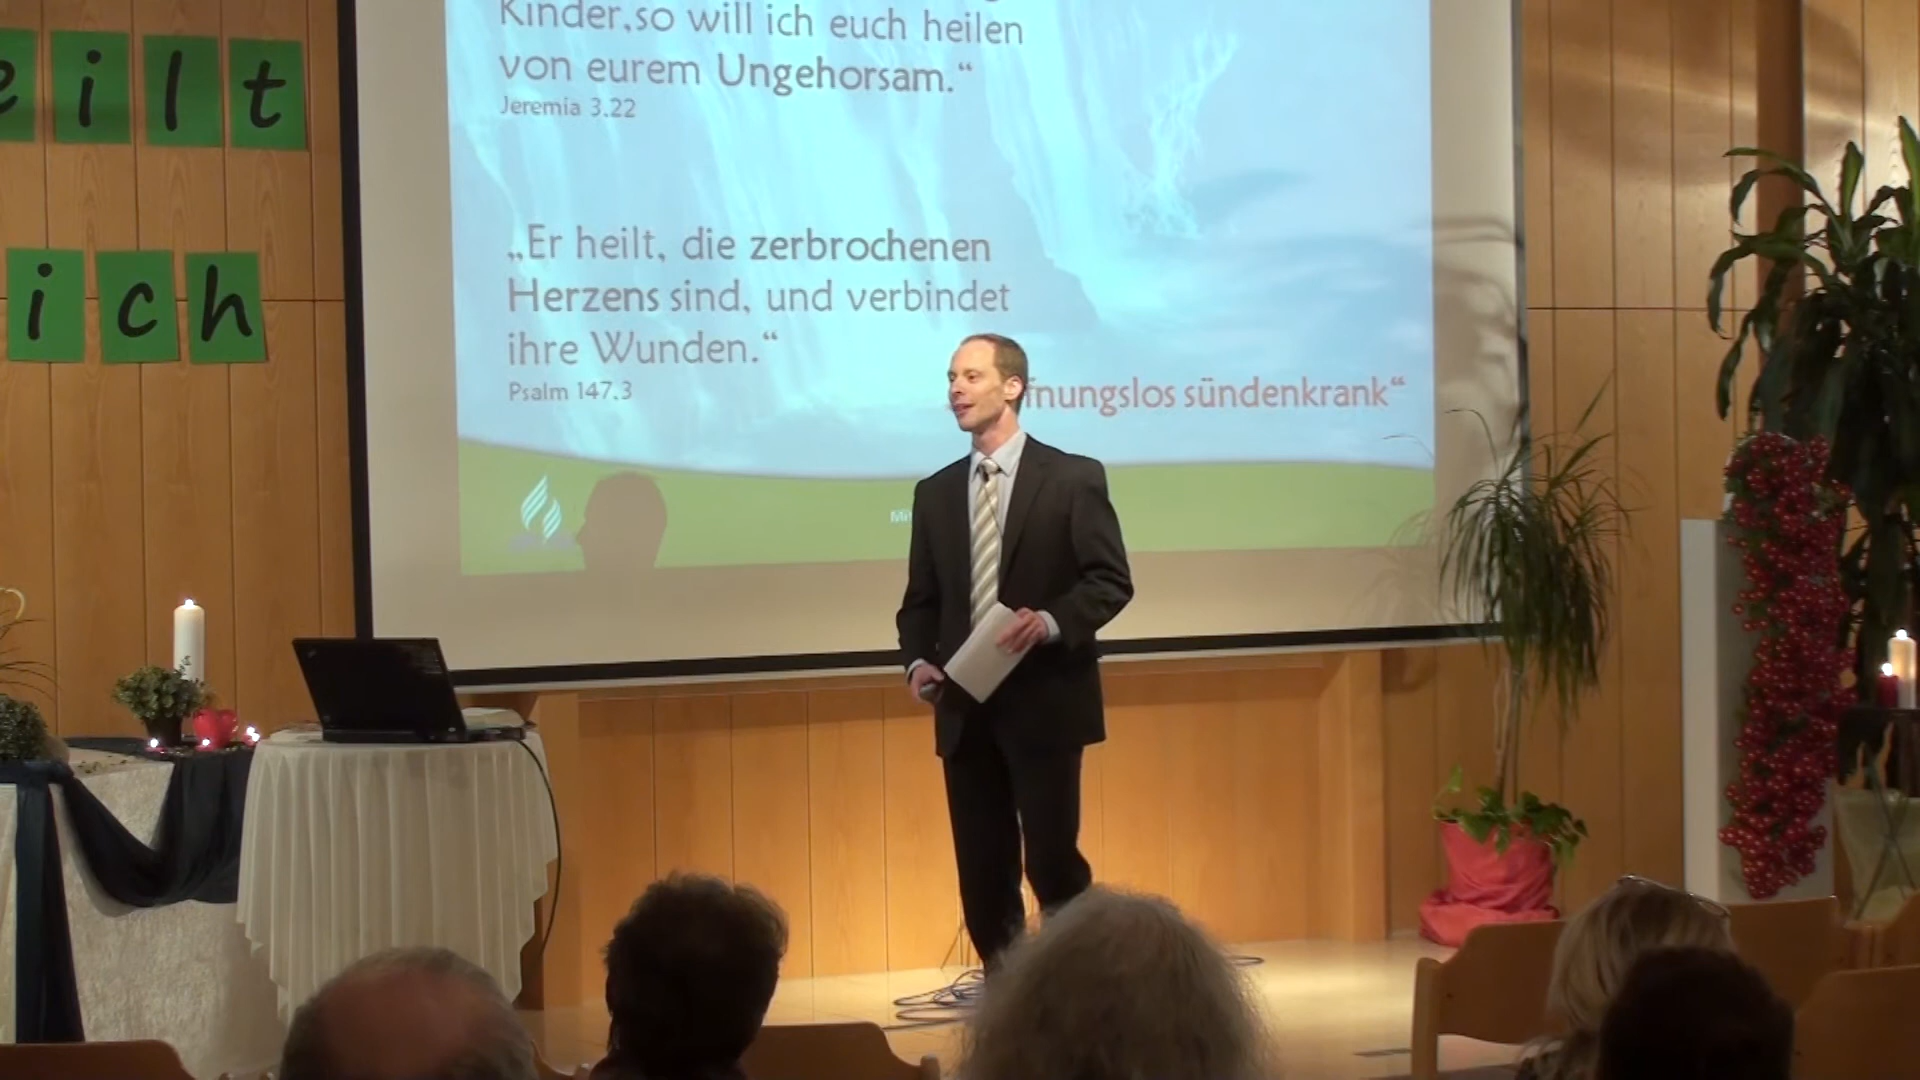 eilt
ich
Kinder,so will ich euch heilen
von eurem Ungehorsam.“
Jeremia 3,22
„Er heilt, die zerbrochenen
Herzens sind, und verbindet
ihre Wunden.“
Psalm 147,3
fnungslos sündenkrank“